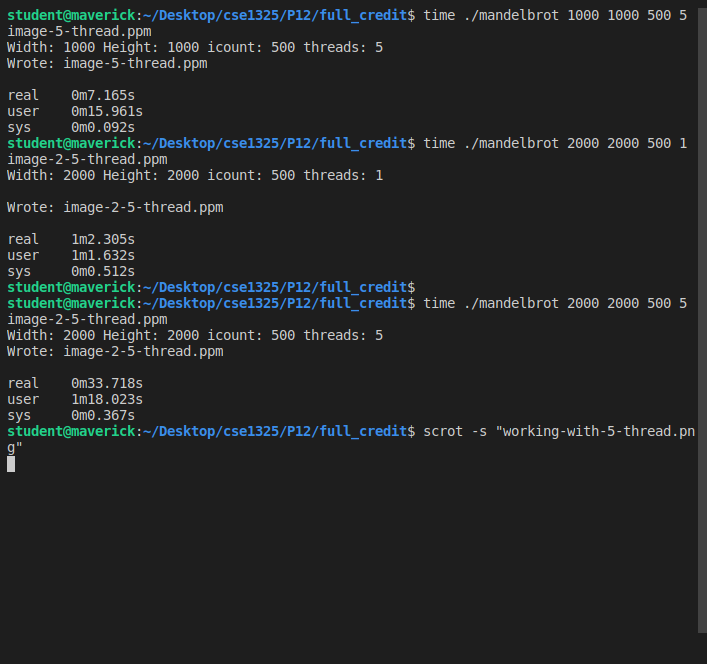 student@maverick:~/Desktop/cse1325/P12/full_credit$ time ./mandelbrot 1000 1000 500 5
image-5-thread.ppm
Width: 1000 Height: 1000 icount: 500 threads: 5
Wrote: image-5-thread.ppm
real    0m7.165s
user    0m15.961s
sys     0m0.092s
student@maverick:~/Desktop/cse1325/P12/full_credit$ time ./mandelbrot 2000 2000 500 1
image-2-5-thread.ppm
Width: 2000 Height: 2000 icount: 500 threads: 1
Wrote: image-2-5-thread.ppm
real    1m2.305s
user    1m1.632s
sys     0m0.512s
student@maverick:~/Desktop/cse1325/P12/full_credit$
student@maverick:~/Desktop/cse1325/P12/full_credit$ time ./mandelbrot 2000 2000 500 5
image-2-5-thread.ppm
Width: 2000 Height: 2000 icount: 500 threads: 5
Wrote: image-2-5-thread.ppm
real    0m33.718s
user    1m18.023s
sys     0m0.367s
student@maverick:~/Desktop/cse1325/P12/full_credit$ scrot -s "working-with-5-thread.pn
g"